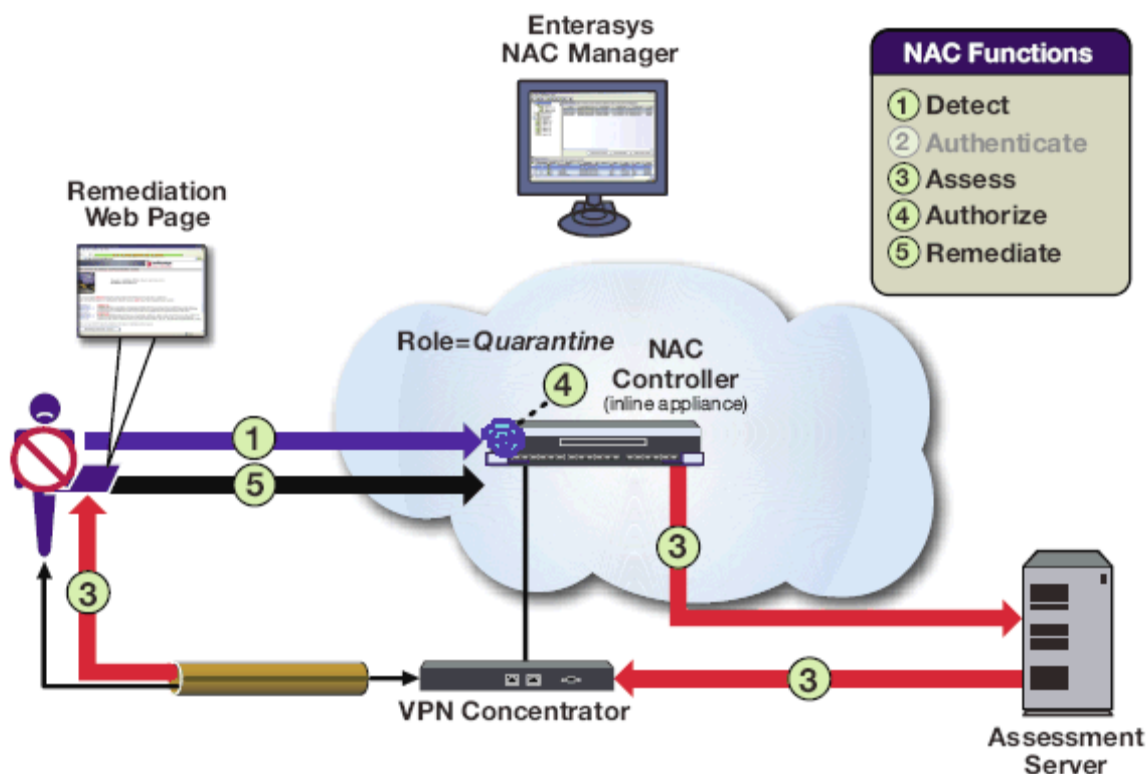 Enterasys
NAC Manager
NAC Functions
1 Detect
2 Authenticate
3 Assess
4 Authorize
5 Remediate
Remediation
Web Page
Role=Quarantine
4
NAC
Controller
(inline appliance)
1
5
3
3
3
VPN Concentrator
Assessment
Server